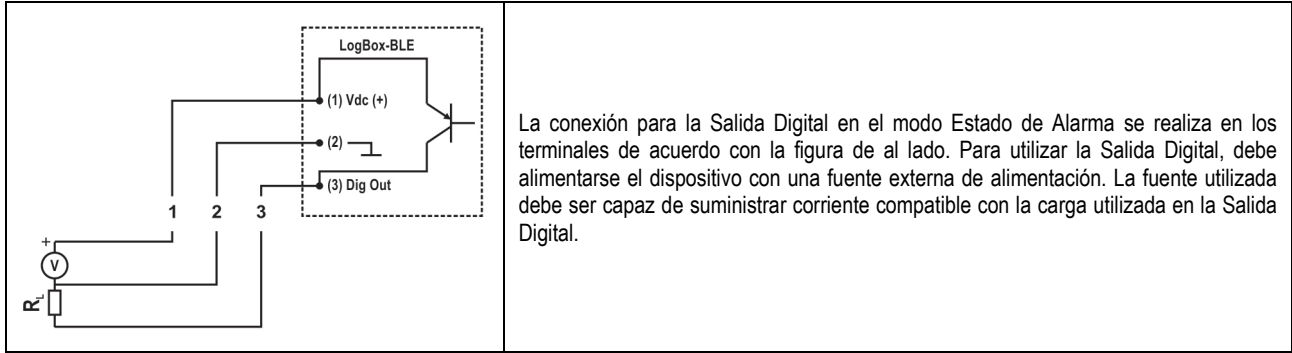 LogBox-BLE
(1) Vdc (+)
(2)
(3) Dig Out
1 2 3
+
V
RL
La conexión para la Salida Digital en el modo Estado de Alarma se realiza en los
terminales de acuerdo con la figura de al lado. Para utilizar la Salida Digital, debe
alimentarse el dispositivo con una fuente externa de alimentación. La fuente utilizada
debe ser capaz de suministrar corriente compatible con la carga utilizada en la Salida
Digital.